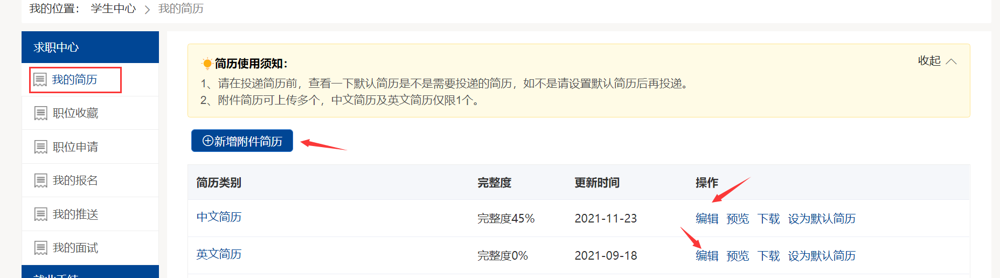 我的位置： 学生中心 > 我的简历
求职中心
我的简历
职位收藏
职位申请
我的报名
我的推送
我的面试
简历使用须知：
收起
1、请在投递简历前，查看一下默认简历是不是需要投递的简历，如不是请设置默认简历后再投递。
2、附件简历可上传多个，中文简历及英文简历仅限1个。
新增附件简历
简历类别 完整度 更新时间 操作
中文简历 完整度45% 2021-11-23 编辑 预览 下载 设为默认简历
英文简历 完整度0% 2021-09-18 编辑 预览 下载 设为默认简历